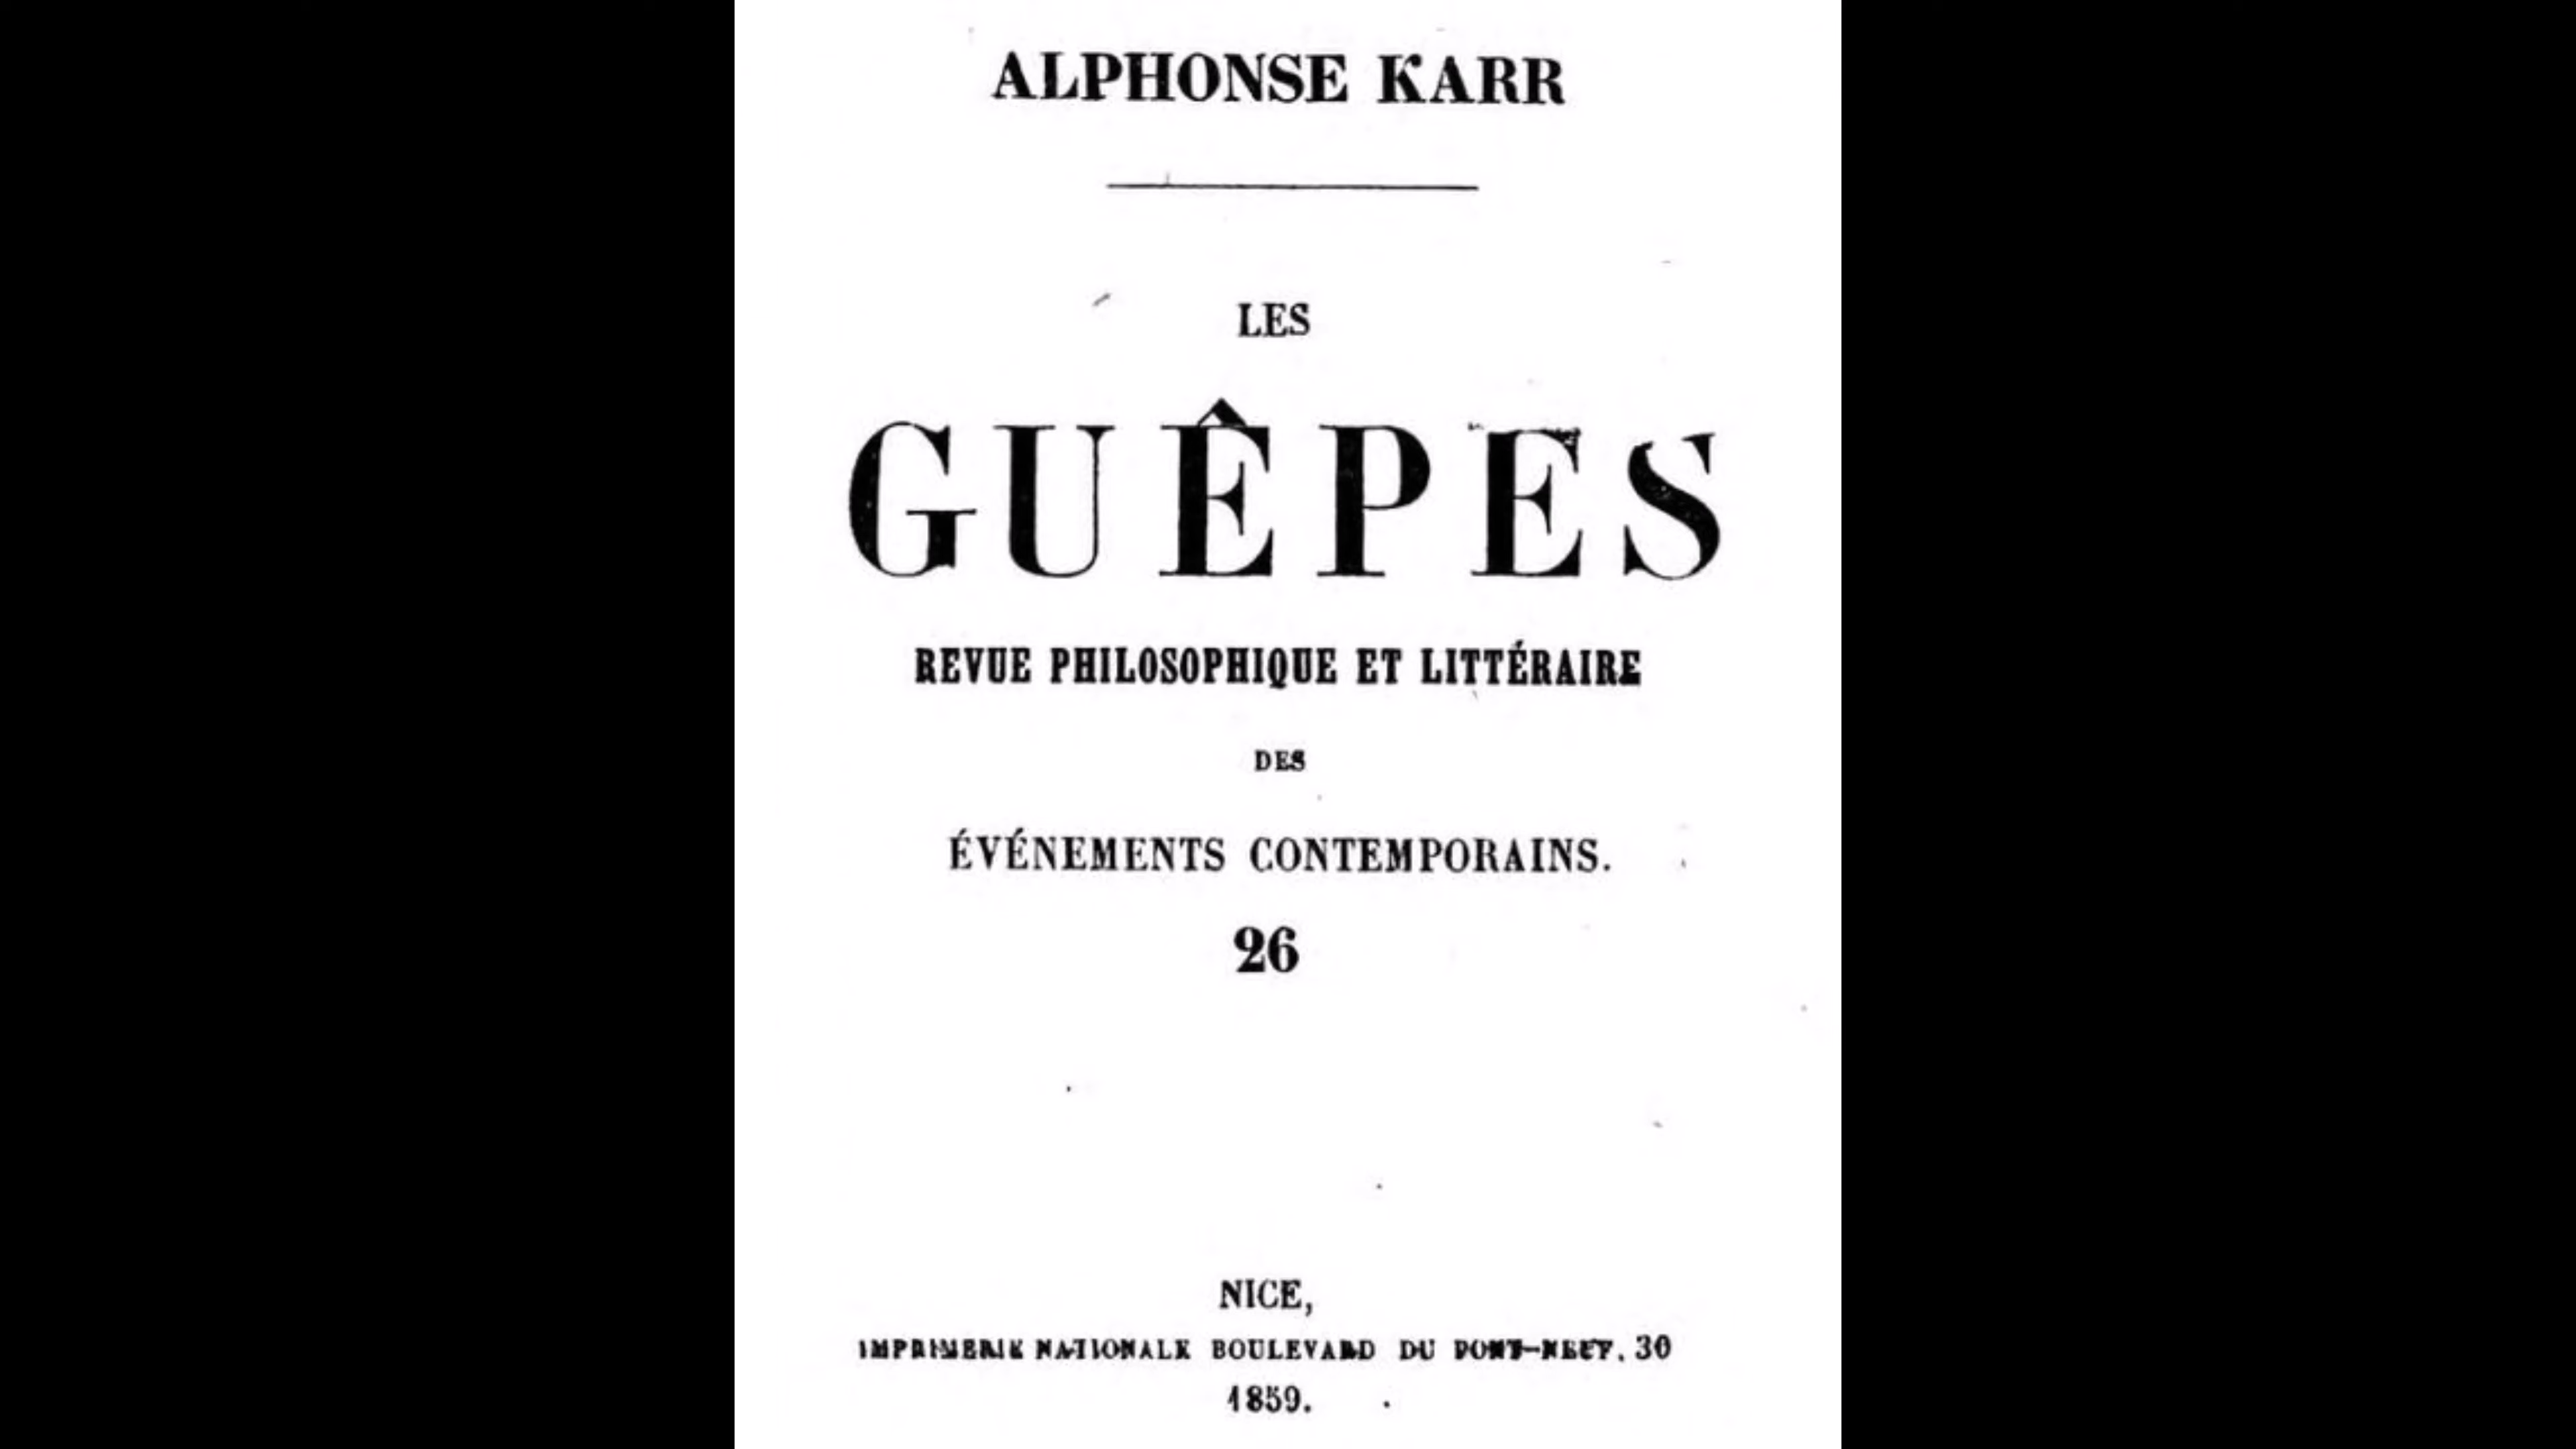 ALPHONSE KARR
LES
GUÊPES
REVUE PHILOSOPHIQUE ET LITTÉRAIRE
DES
ÉVÉNEMENTS CONTEMPORAINS.
26
NICE,
IMPRIMERIE NATIONALE BOULEVARD DU PONT-NEUF, 30
1859.